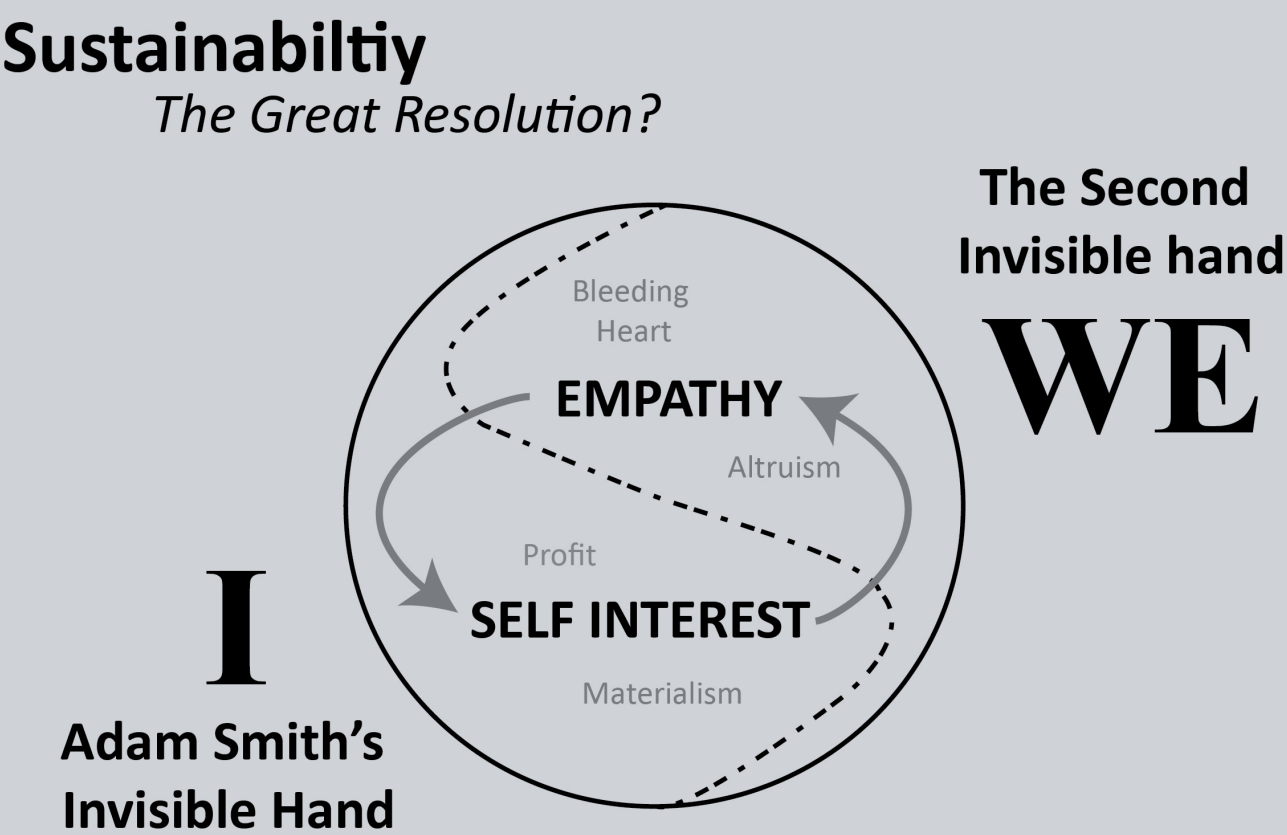 Sustainabiltiy
The Great Resolution?
The Second
Invisible hand
WE
Bleeding
Heart
EMPATHY
Altruism
Profit
SELF INTEREST
Materialism
I
Adam Smith’s
Invisible Hand